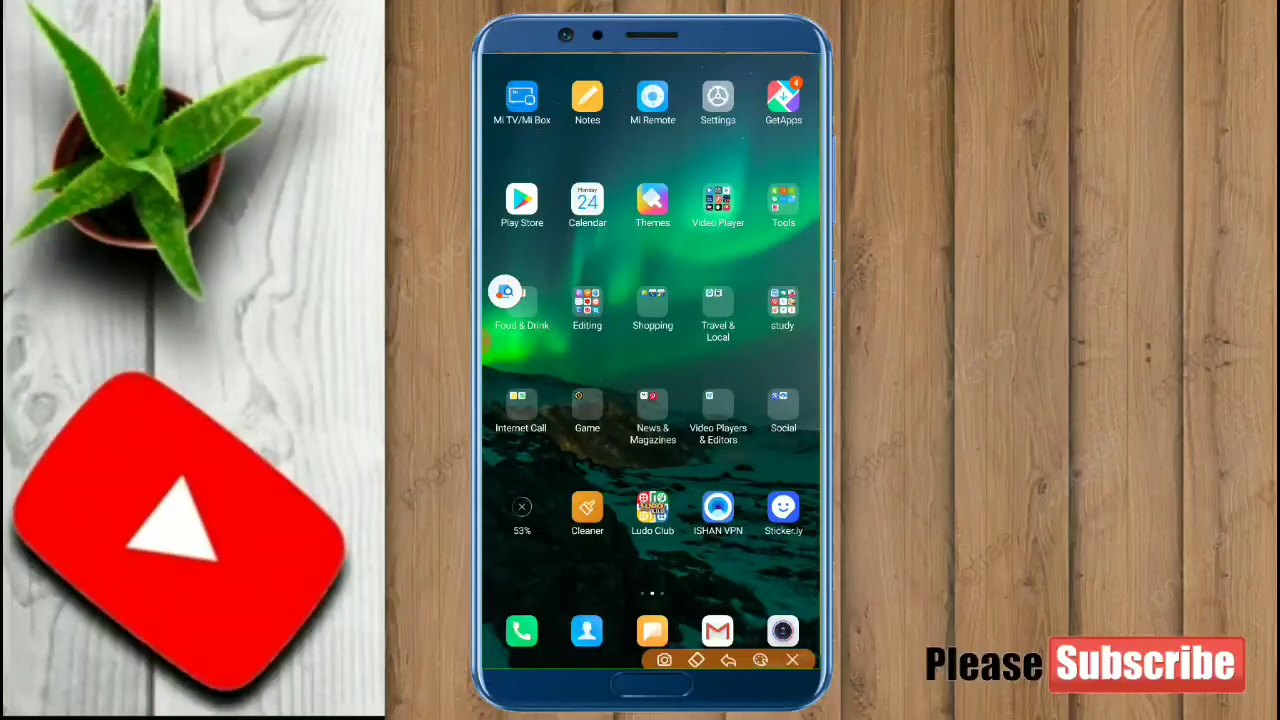 Mi TV/Mi Box
Notes
Mi Remote
Settings
4
GetApps
Play Store
Monday
24
Calendar
Themes
Video Player
Tools
Food & Drink
Editing
Shopping
Travel &
Local
study
Internet Call
Game
News &
Magazines
Video Players
& Editors
Social
53%
Cleaner
Ludo Club
ISHAN VPN
Sticker.ly
Please Subscribe